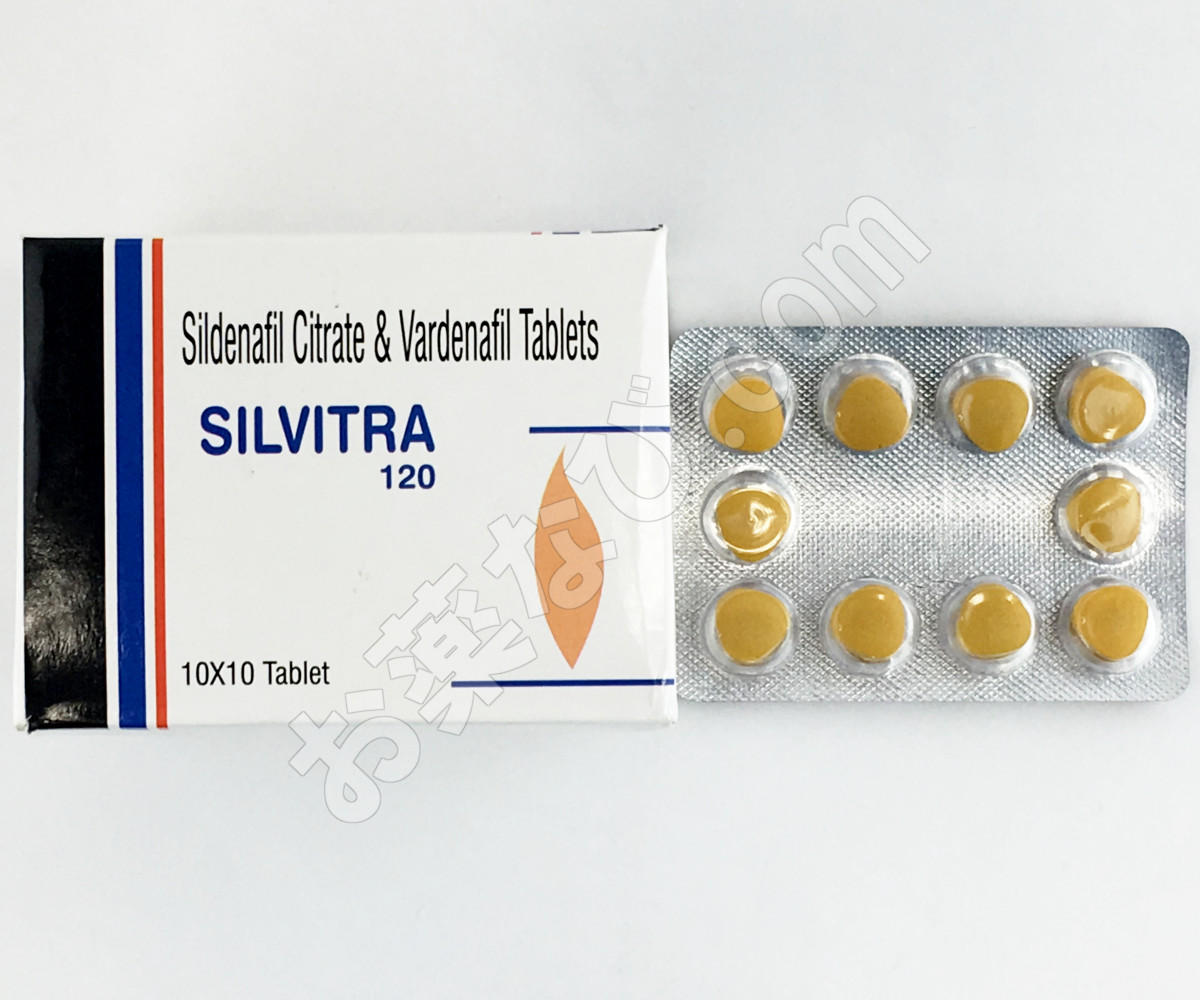 Sildenafil Citrate & Vardenafil Tablets
SILVITRA
120
10X10 Tablet
お薬なび.com